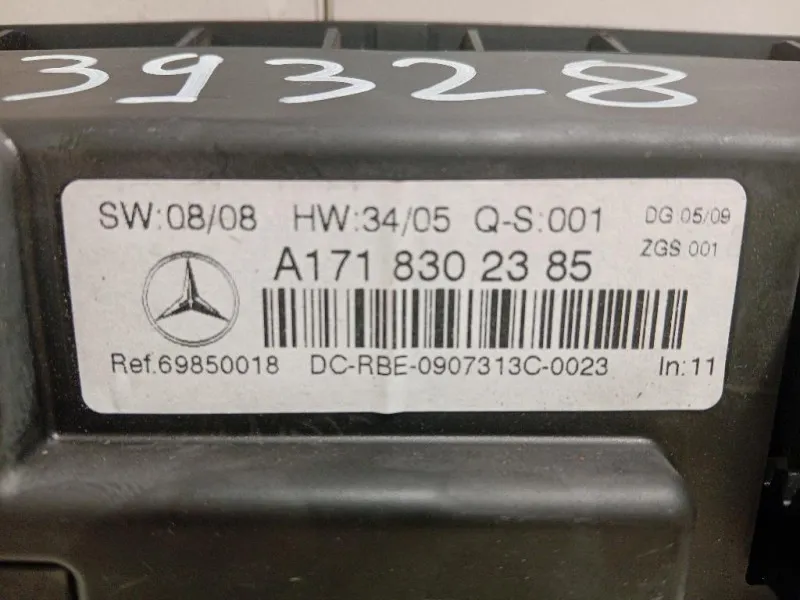 39328
SW:08/08 HW:34/05 Q-S:001 DG 05/09
ZGS 001
A171 830 23 85
Ref.69850018 DC-RBE-0907313C-0023 In:11